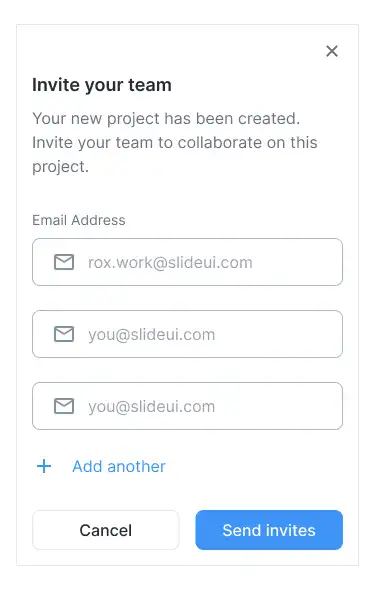 Invite your team
Your new project has been created.
Invite your team to collaborate on this
project.
Email Address
rox.work@slideui.com
you@slideui.com
you@slideui.com
Add another
Cancel
Send invites